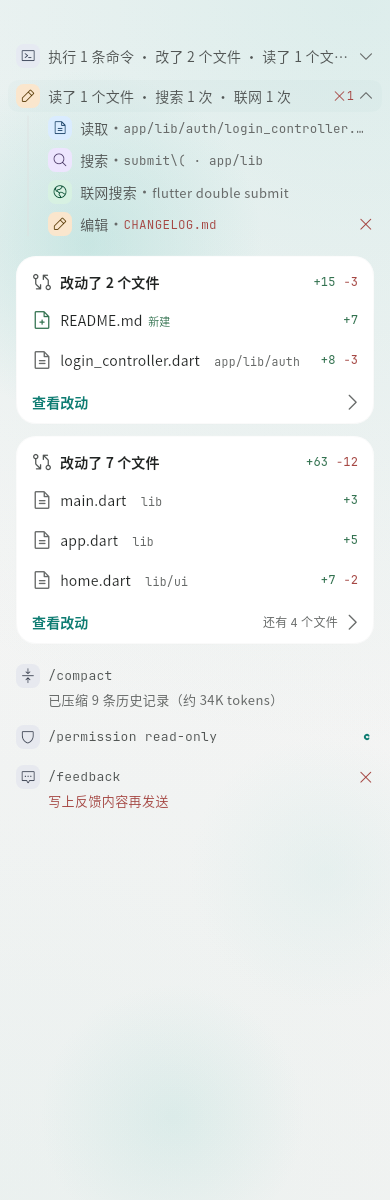 执行 1 条命令 · 改了 2 个文件 · 读了 1 个文…
读了 1 个文件 · 搜索 1 次 · 联网 1 次 ×1
读取 · app/lib/auth/login_controller.…
搜索 · submit\( · app/lib
联网搜索 · flutter double submit
编辑 · CHANGELOG.md
改动了 2 个文件 +15 -3
README.md 新建 +7
login_controller.dart app/lib/auth +8 -3
查看改动
改动了 7 个文件 +63 -12
main.dart lib +3
app.dart lib +5
home.dart lib/ui +7 -2
查看改动 还有 4 个文件
/compact
已压缩 9 条历史记录（约 34K tokens）
/permission read-only
/feedback
写上反馈内容再发送